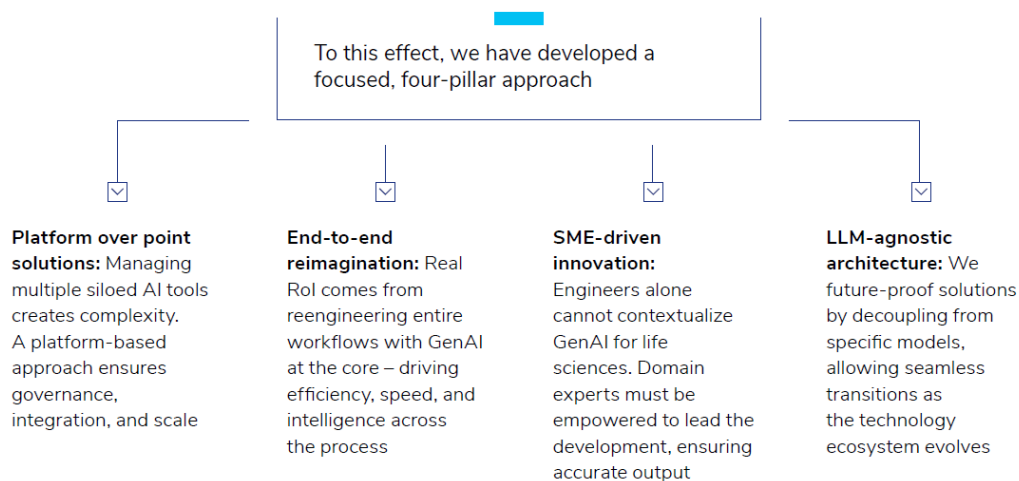 To this effect, we have developed a
focused, four-pillar approach
Platform over point
solutions: Managing
multiple siloed AI tools
creates complexity.
A platform-based
approach ensures
governance,
integration, and scale
End-to-end
reimagination: Real
RoI comes from
reengineering entire
workflows with GenAI
at the core – driving
efficiency, speed, and
intelligence across
the process
SME-driven
innovation:
Engineers alone
cannot contextualize
GenAI for life
sciences. Domain
experts must be
empowered to lead the
development, ensuring
accurate output
LLM-agnostic
architecture: We
future-proof solutions
by decoupling from
specific models,
allowing seamless
transitions as
the technology
ecosystem evolves